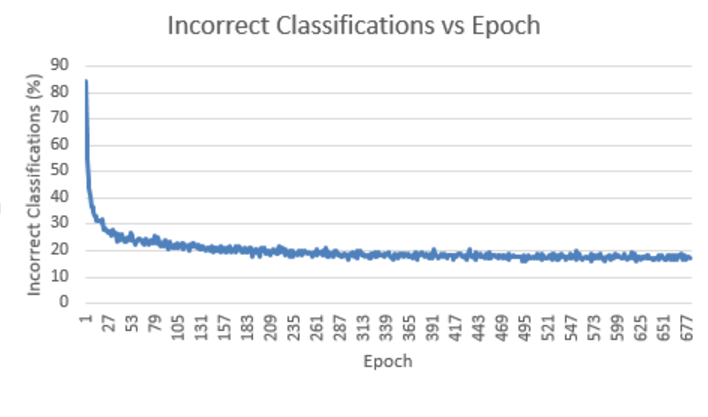 Incorrect Classifications vs Epoch
Incorrect Classifications (%)
90
80
70
60
50
40
30
20
10
0
1 27 53 79 105 131 157 183 209 235 261 287 313 339 365 391 417 443 469 495 521 547 573 599 625 651 677
Epoch